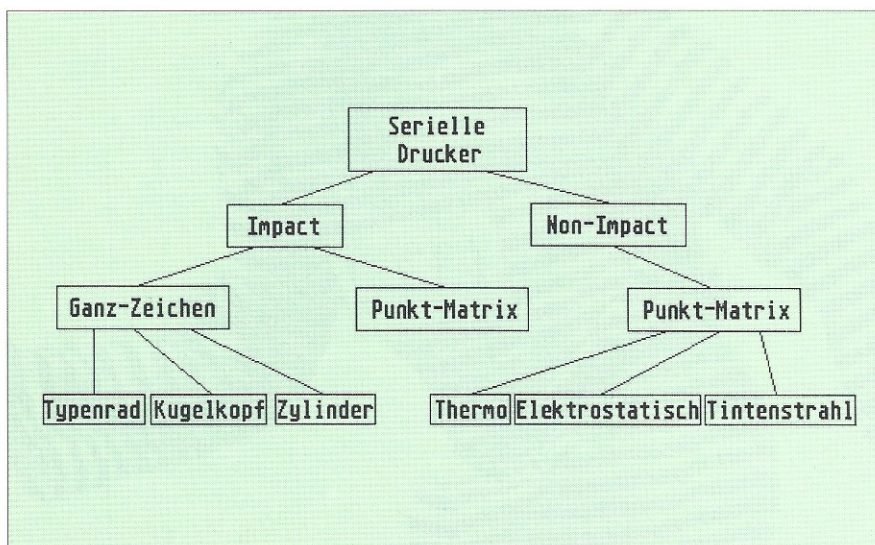 Serielle
Drucker
Impact
Non-Impact
Ganz-Zeichen
Punkt-Matrix
Punkt-Matrix
Typenrad
Kugelkopf
Zylinder
Thermo
Elektrostatisch
Tintenstrahl